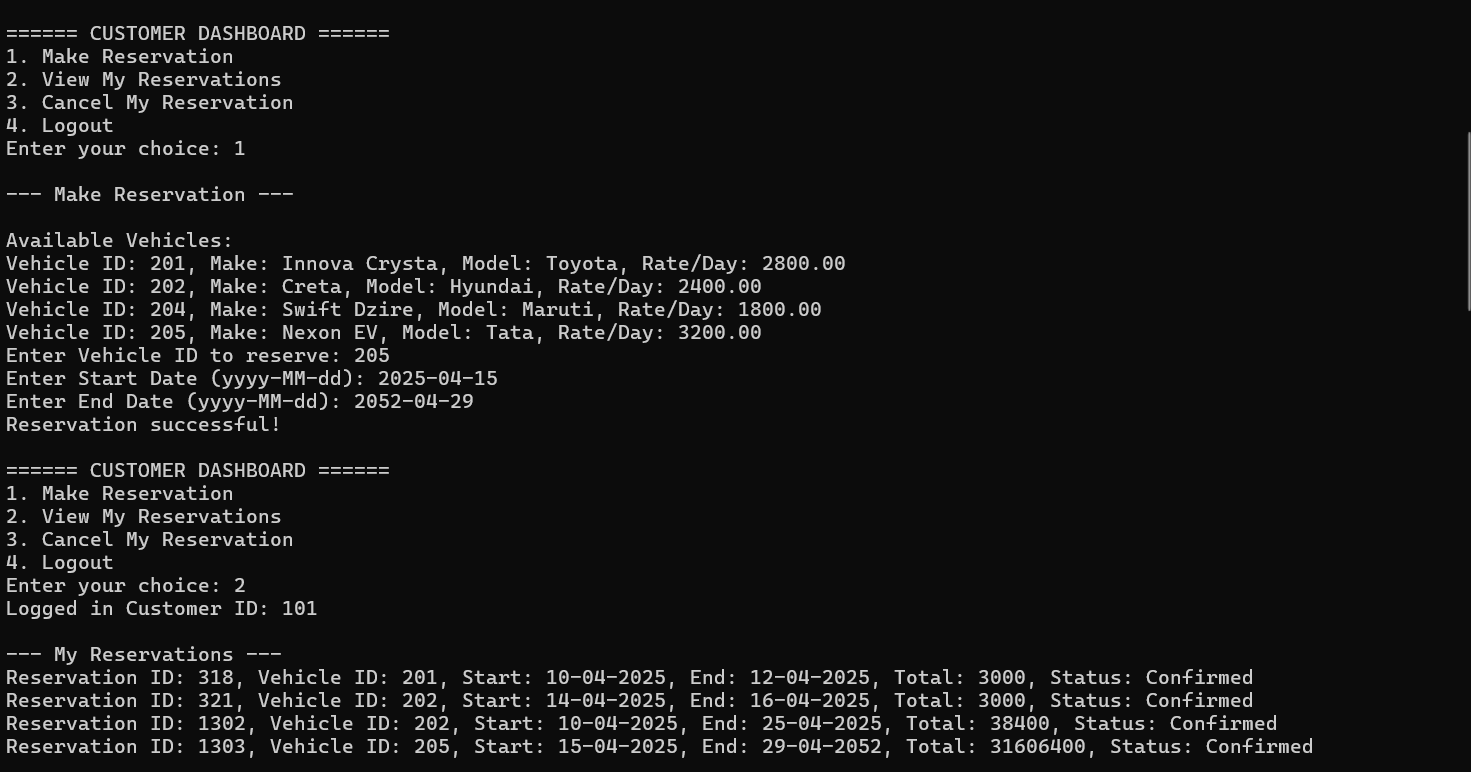 ====== CUSTOMER DASHBOARD ======
1. Make Reservation
2. View My Reservations
3. Cancel My Reservation
4. Logout
Enter your choice: 1
--- Make Reservation ---
Available Vehicles:
Vehicle ID: 201, Make: Innova Crysta, Model: Toyota, Rate/Day: 2800.00
Vehicle ID: 202, Make: Creta, Model: Hyundai, Rate/Day: 2400.00
Vehicle ID: 204, Make: Swift Dzire, Model: Maruti, Rate/Day: 1800.00
Vehicle ID: 205, Make: Nexon EV, Model: Tata, Rate/Day: 3200.00
Enter Vehicle ID to reserve: 205
Enter Start Date (yyyy-MM-dd): 2025-04-15
Enter End Date (yyyy-MM-dd): 2052-04-29
Reservation successful!
====== CUSTOMER DASHBOARD ======
1. Make Reservation
2. View My Reservations
3. Cancel My Reservation
4. Logout
Enter your choice: 2
Logged in Customer ID: 101
--- My Reservations ---
Reservation ID: 318, Vehicle ID: 201, Start: 10-04-2025, End: 12-04-2025, Total: 3000, Status: Confirmed
Reservation ID: 321, Vehicle ID: 202, Start: 14-04-2025, End: 16-04-2025, Total: 3000, Status: Confirmed
Reservation ID: 1302, Vehicle ID: 202, Start: 10-04-2025, End: 25-04-2025, Total: 38400, Status: Confirmed
Reservation ID: 1303, Vehicle ID: 205, Start: 15-04-2025, End: 29-04-2052, Total: 31606400, Status: Confirmed